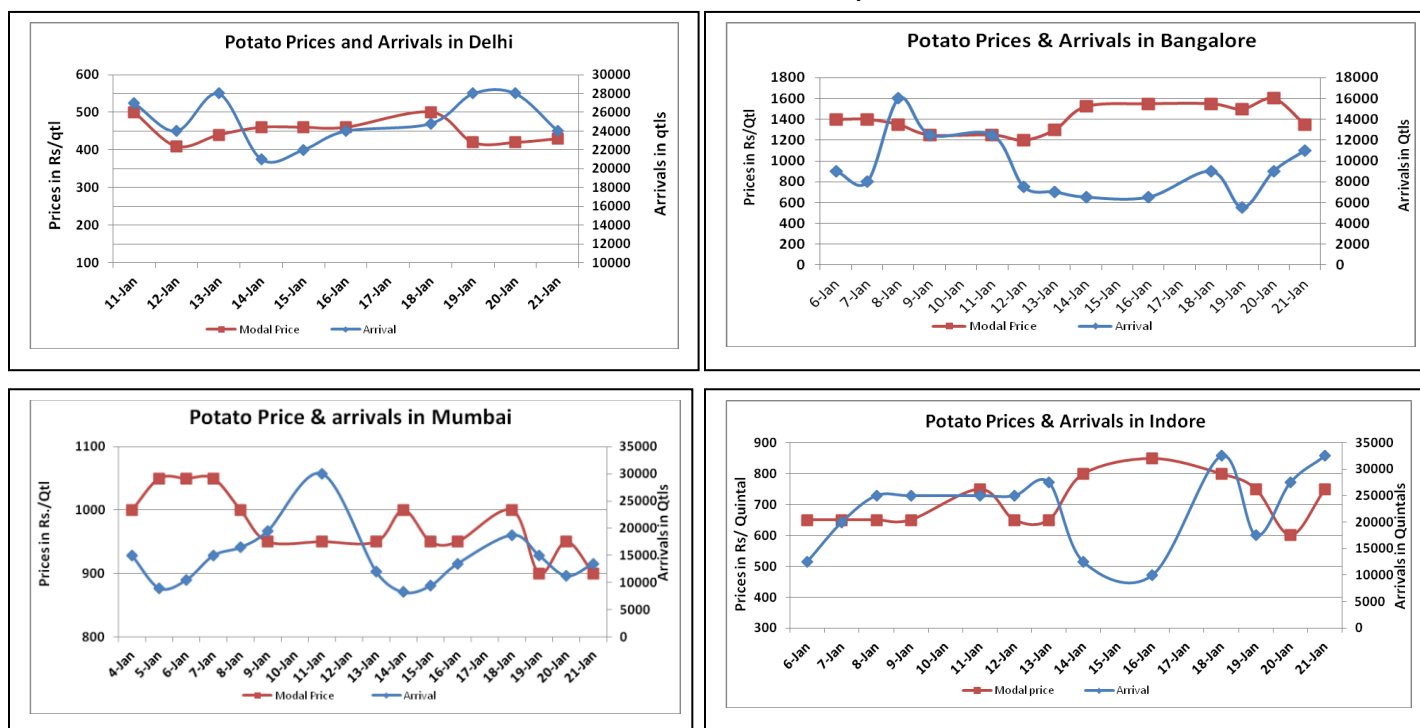 Potato Prices and Arrivals in Delhi
Prices in Rs/Qtl
600
500
400
300
200
100
30000
28000
26000
24000
22000
20000
18000
16000
14000
12000
10000
Arrivals in qtls
11-Jan
12-Jan
13-Jan
14-Jan
15-Jan
16-Jan
17-Jan
18-Jan
19-Jan
20-Jan
21-Jan
Modal Price
Arrival
Potato Prices & Arrivals in Bangalore
Prices in Rs/Qtl
1800
1600
1400
1200
1000
800
600
400
200
0
18000
16000
14000
12000
10000
8000
6000
4000
2000
0
Arrivals in Qtls
6-Jan
7-Jan
8-Jan
9-Jan
10-Jan
11-Jan
12-Jan
13-Jan
14-Jan
15-Jan
16-Jan
17-Jan
18-Jan
19-Jan
20-Jan
21-Jan
Modal Price
Arrival
Potato Price & arrivals in Mumbai
Prices in Rs./Qtl
1100
1000
900
800
35000
30000
25000
20000
15000
10000
5000
0
Arrivals in Qtls
4-Jan
5-Jan
6-Jan
7-Jan
8-Jan
9-Jan
10-Jan
11-Jan
12-Jan
13-Jan
14-Jan
15-Jan
16-Jan
17-Jan
18-Jan
19-Jan
20-Jan
21-Jan
Modal Price
Arrival
Potato Prices & Arrivals in Indore
Prices in Rs/ Quintal
900
800
700
600
500
400
300
35000
30000
25000
20000
15000
10000
5000
0
Arrivals in Quintals
6-Jan
7-Jan
8-Jan
9-Jan
10-Jan
11-Jan
12-Jan
13-Jan
14-Jan
15-Jan
16-Jan
17-Jan
18-Jan
19-Jan
20-Jan
21-Jan
Modal price
Arrival